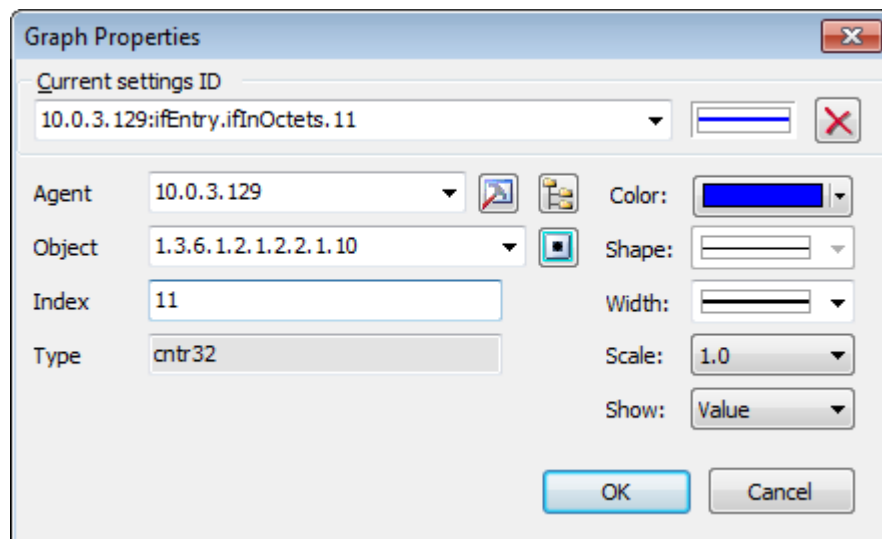 Graph Properties
Current settings ID
10.0.3.129:ifEntry.ifInOctets.11
Agent 10.0.3.129 Color:
Object 1.3.6.1.2.1.2.2.1.10 Shape:
Index 11 Width:
Type cntr32 Scale: 1.0
Show: Value
OK Cancel